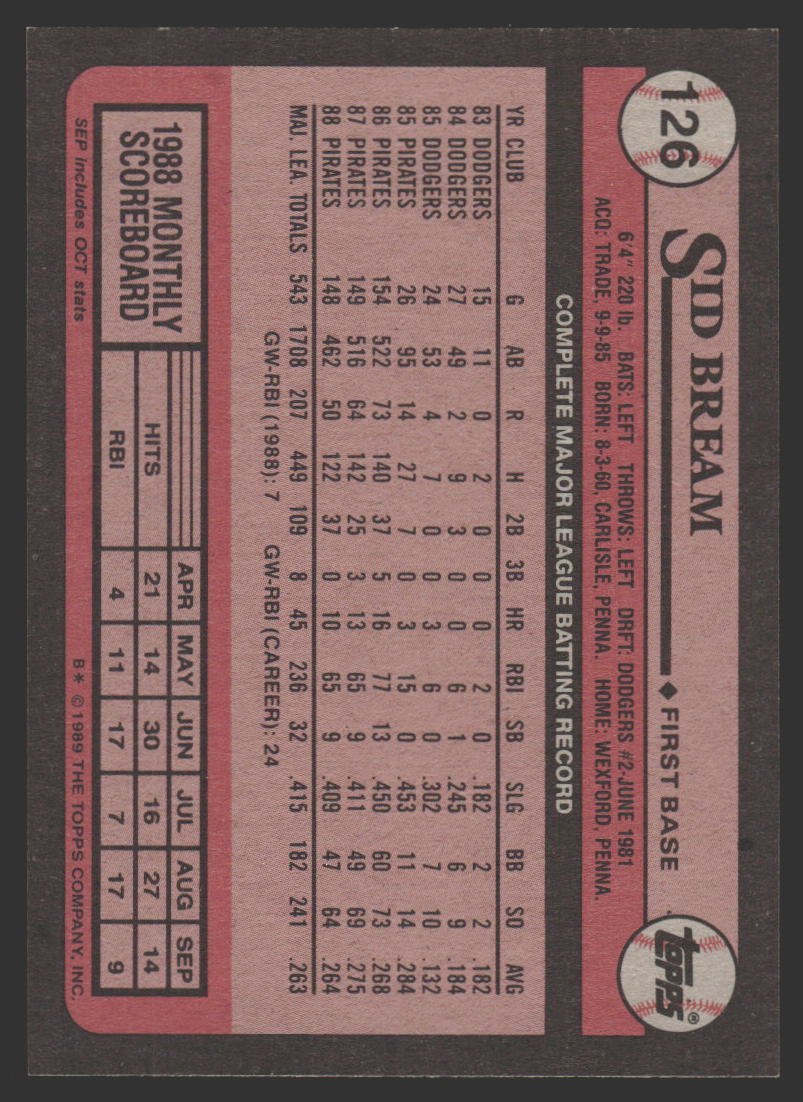 126
SID BREAM ◆ FIRST BASE
topps®
6'4" 220 lb. BATS: LEFT THROWS: LEFT DRFT: DODGERS #2-JUNE 1981
ACQ: TRADE, 9-9-85 BORN: 8-3-60, CARLISLE, PENNA. HOME: WEXFORD, PENNA.
COMPLETE MAJOR LEAGUE BATTING RECORD
YR CLUB G AB R H 2B 3B HR RBI SB SLG BB SO AVG
83 DODGERS 15 11 0 2 0 0 0 2 0 .182 2 2 .182
84 DODGERS 27 49 2 9 3 0 0 6 1 .245 6 9 .184
85 DODGERS 24 53 4 7 0 0 3 6 0 .302 7 10 .132
85 PIRATES 26 95 14 27 7 0 3 15 0 .453 11 14 .284
86 PIRATES 154 522 73 140 37 5 16 77 13 .450 60 73 .268
87 PIRATES 149 516 64 142 25 3 13 65 9 .411 49 69 .275
88 PIRATES 148 462 50 122 37 0 10 65 9 .409 47 64 .264
MAJ. LEA. TOTALS 543 1708 207 449 109 8 45 236 32 .415 182 241 .263
GW-RBI (1988): 7 GW-RBI (CAREER): 24
1988 MONTHLY
SCOREBOARD
APR MAY JUN JUL AUG SEP
HITS 21 14 30 16 27 14
RBI 4 11 17 7 17 9
SEP includes OCT stats
B* © 1989 THE TOPPS COMPANY, INC.